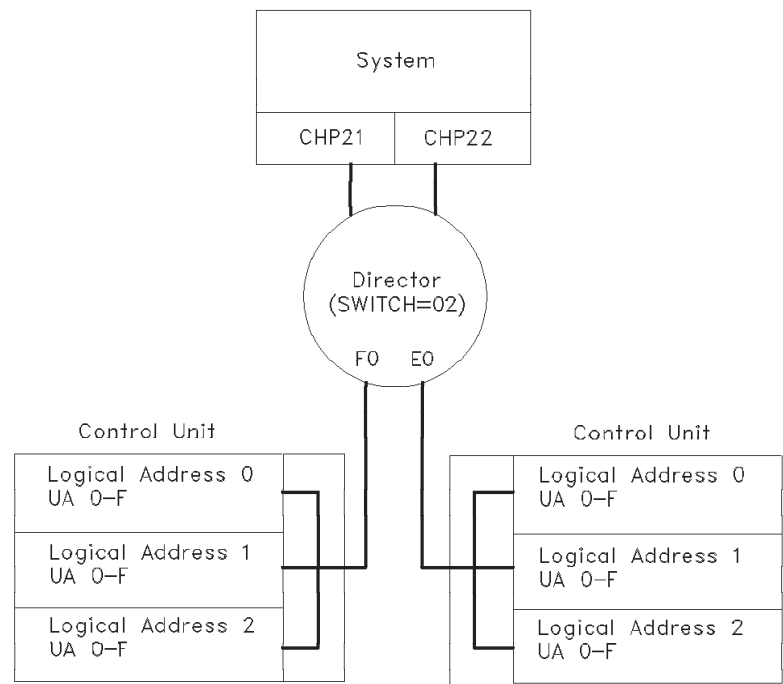 System
CHP21 CHP22
Director
(SWITCH=02)
F0 E0
Control Unit
Logical Address 0
UA 0-F
Logical Address 1
UA 0-F
Logical Address 2
UA 0-F
Control Unit
Logical Address 0
UA 0-F
Logical Address 1
UA 0-F
Logical Address 2
UA 0-F